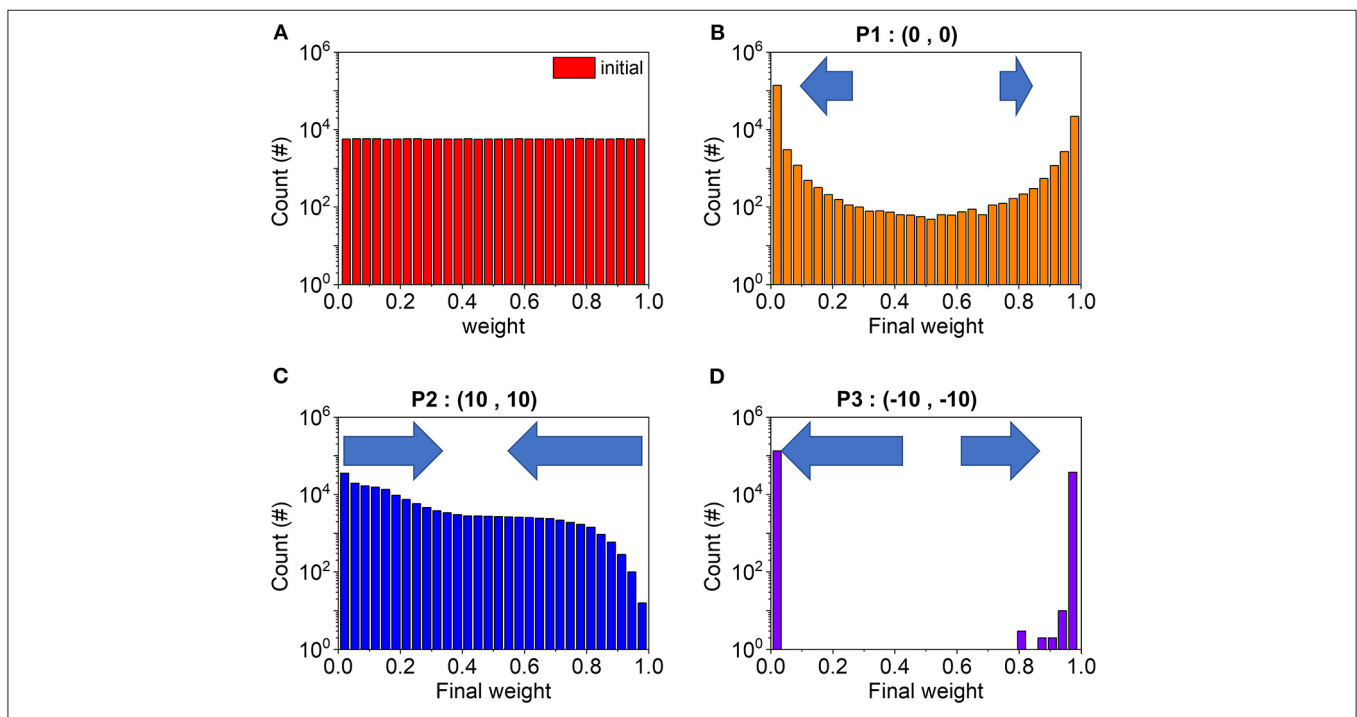 A
10^6
initial
10^4
Count (#)
10^2
10^0
0.0 0.2 0.4 0.6 0.8 1.0
weight
B
P1 : (0 , 0)
10^6
10^4
Count (#)
10^2
10^0
0.0 0.2 0.4 0.6 0.8 1.0
Final weight
C
P2 : (10 , 10)
10^6
10^4
Count (#)
10^2
10^0
0.0 0.2 0.4 0.6 0.8 1.0
Final weight
D
P3 : (-10 , -10)
10^6
10^4
Count (#)
10^2
10^0
0.0 0.2 0.4 0.6 0.8 1.0
Final weight